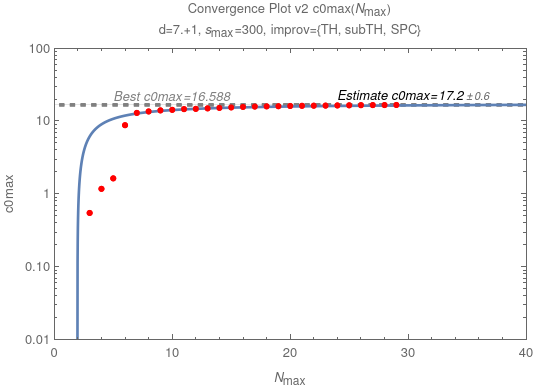 Convergence Plot v2 c0max(Nmax)
d=7.+1, smax=300, improv={TH, subTH, SPC}
100
Best c0max=16.588
Estimate c0max=17.2 ±0.6
10
c0max
1
0.10
0.01
0 10 20 30 40
Nmax